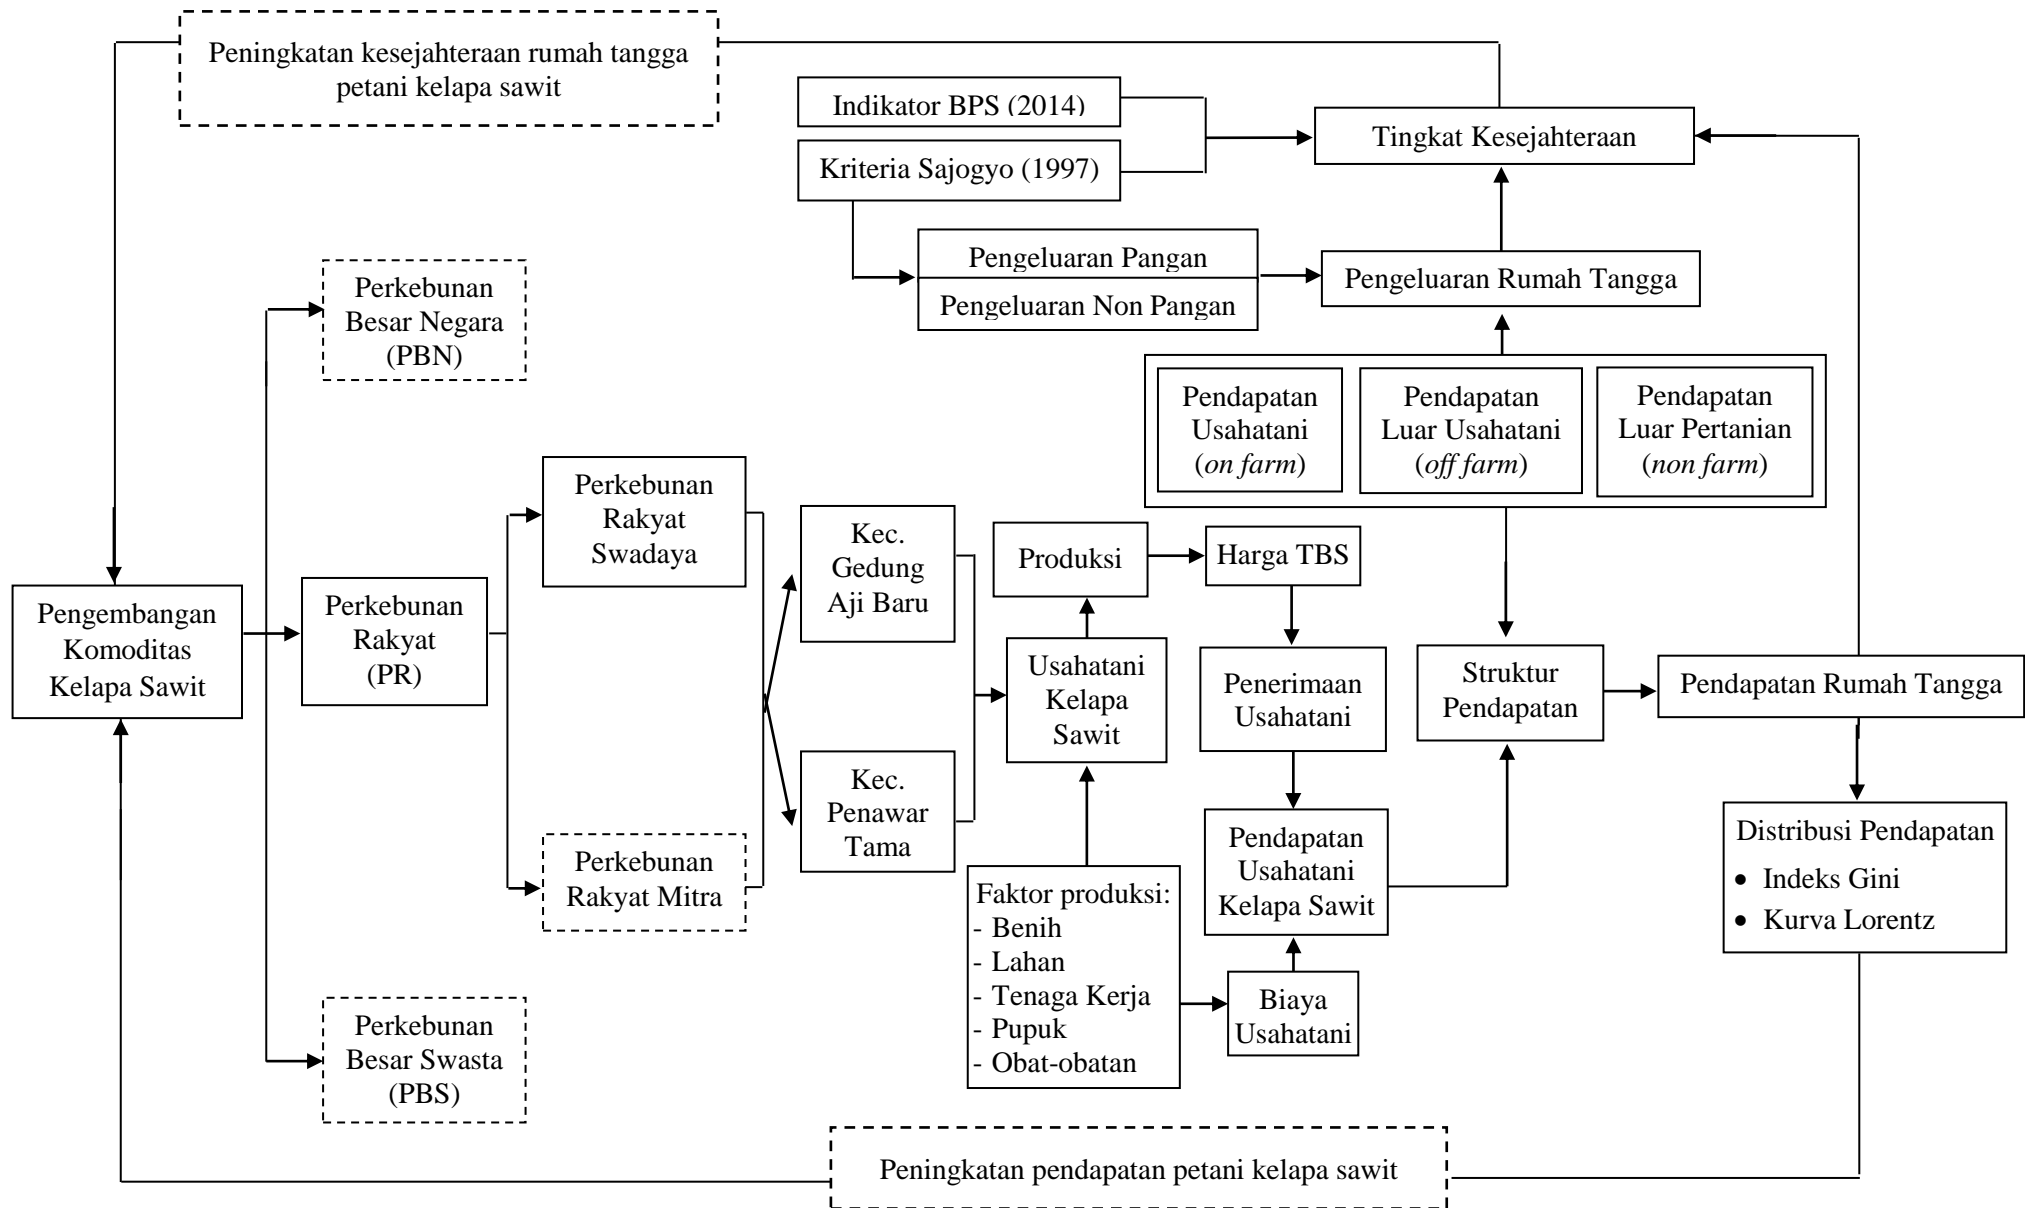 Peningkatan kesejahteraan rumah tangga
petani kelapa sawit
Indikator BPS (2014)
Kriteria Sajogyo (1997)
Tingkat Kesejahteraan
Pengeluaran Pangan
Pengeluaran Non Pangan
Pengeluaran Rumah Tangga
Perkebunan
Besar Negara
(PBN)
Pendapatan
Usahatani
(on farm)
Pendapatan
Luar Usahatani
(off farm)
Pendapatan
Luar Pertanian
(non farm)
Perkebunan
Rakyat
Swadaya
Kec.
Gedung
Aji Baru
Produksi
Harga TBS
Pengembangan
Komoditas
Kelapa Sawit
Perkebunan
Rakyat
(PR)
Usahatani
Kelapa
Sawit
Penerimaan
Usahatani
Struktur
Pendapatan
Pendapatan Rumah Tangga
Kec.
Penawar
Tama
Perkebunan
Rakyat Mitra
Pendapatan
Usahatani
Kelapa Sawit
Distribusi Pendapatan
• Indeks Gini
• Kurva Lorentz
Faktor produksi:
- Benih
- Lahan
- Tenaga Kerja
- Pupuk
- Obat-obatan
Biaya
Usahatani
Perkebunan
Besar Swasta
(PBS)
Peningkatan pendapatan petani kelapa sawit